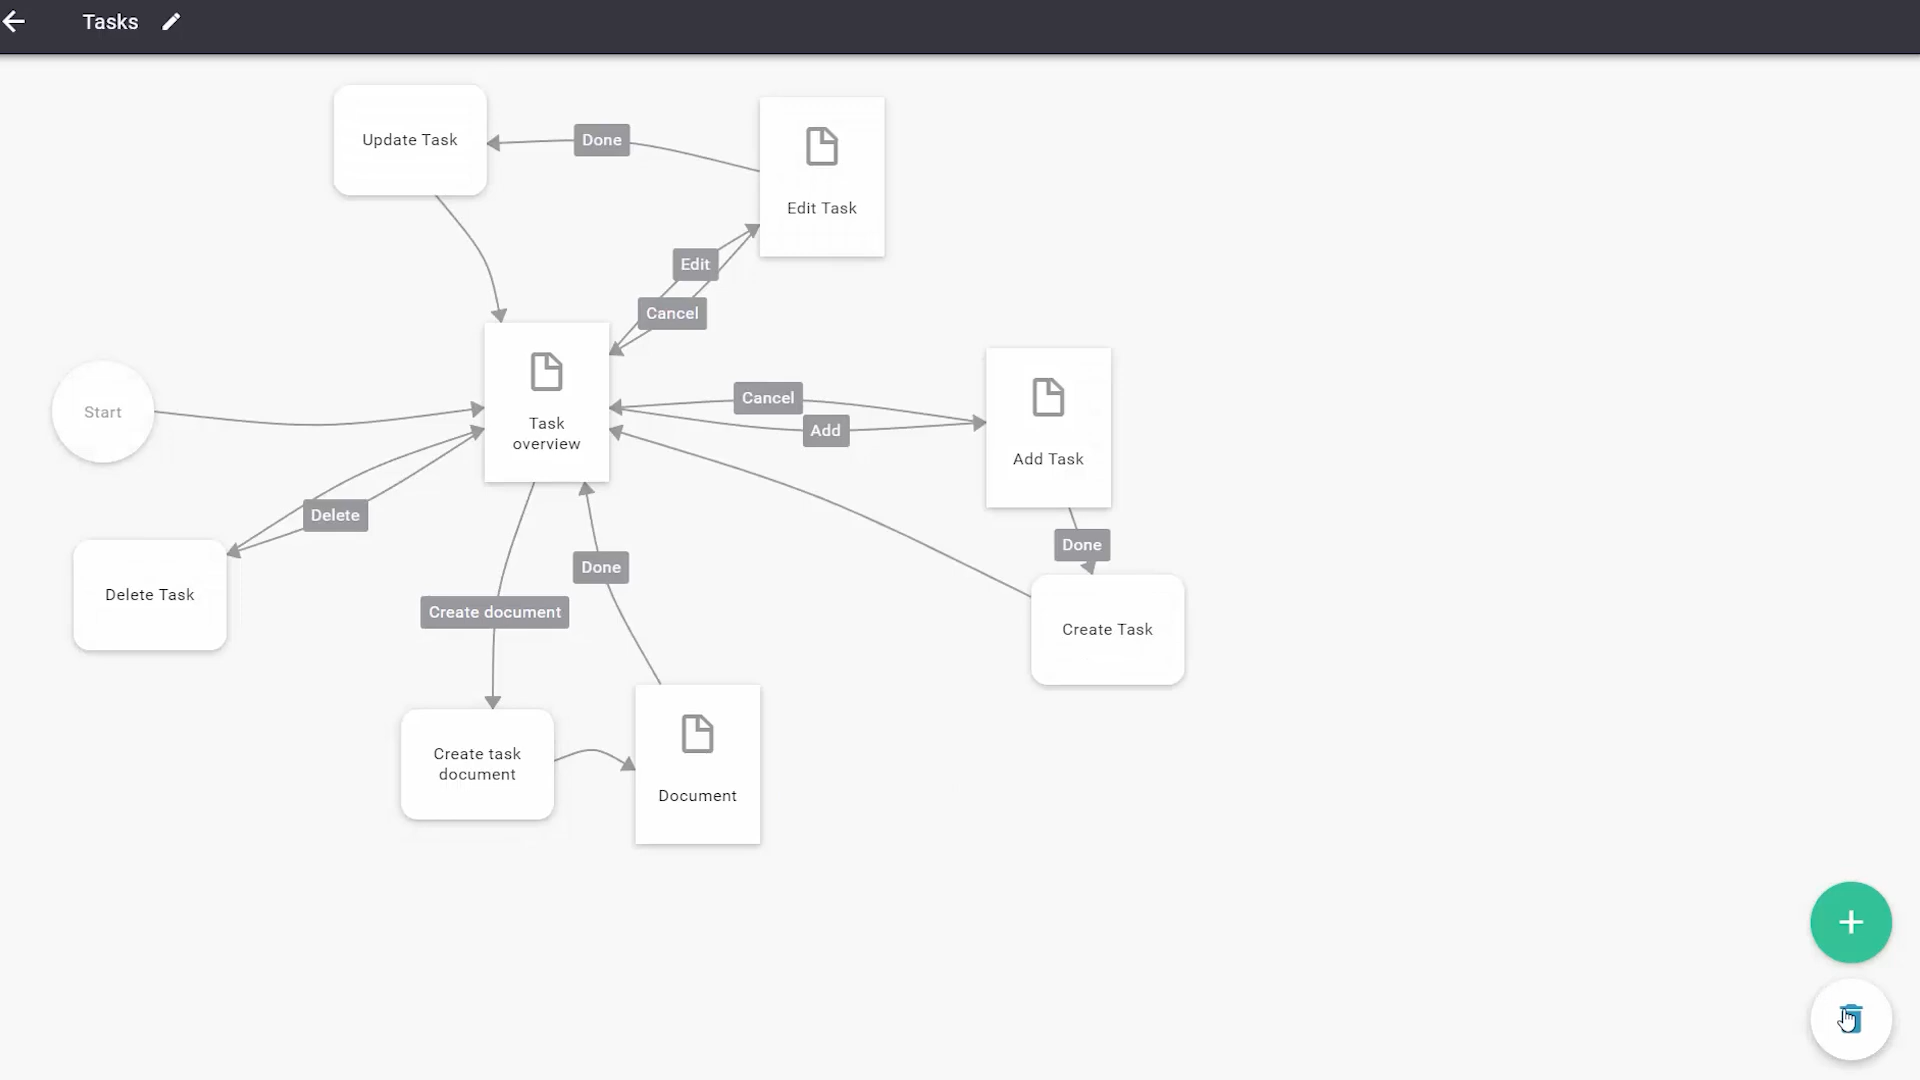 Tasks
Update Task
Done
Edit Task
Edit
Cancel
Start
Task
overview
Cancel
Add
Add Task
Delete
Done
Done
Delete Task
Create document
Create Task
Create task
document
Document